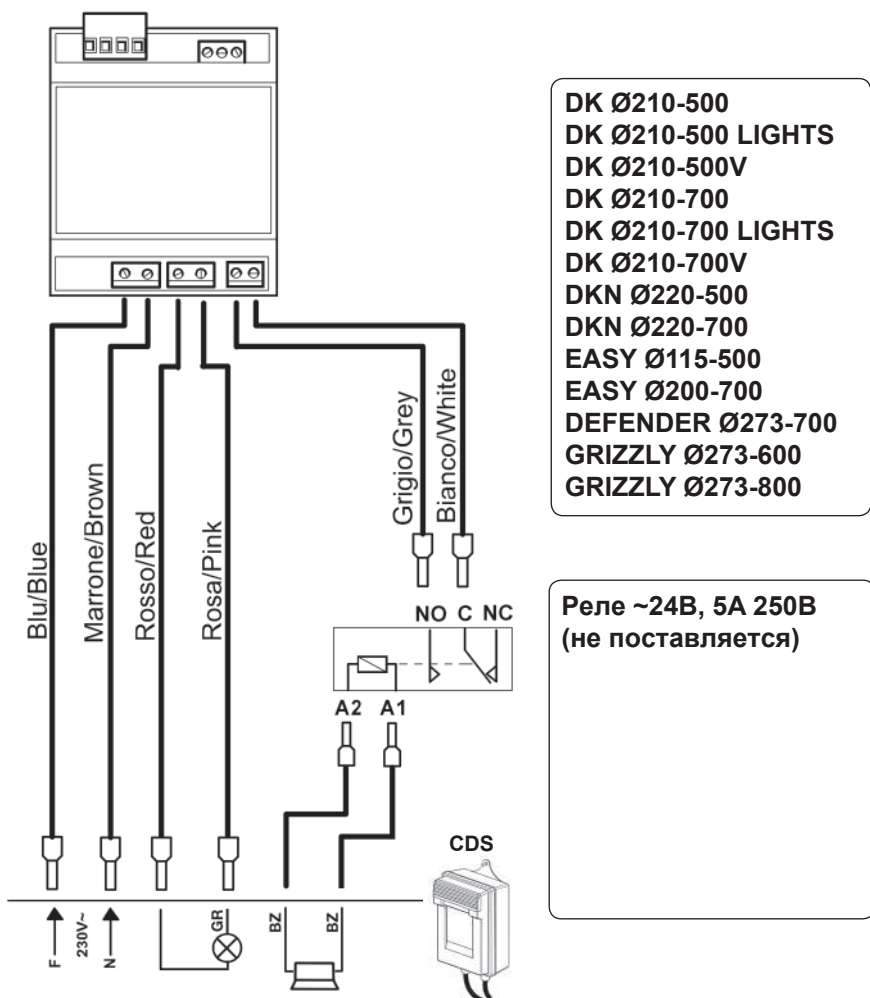 DK Ø210-500
DK Ø210-500 LIGHTS
DK Ø210-500V
DK Ø210-700
DK Ø210-700 LIGHTS
DK Ø210-700V
DKN Ø220-500
DKN Ø220-700
EASY Ø115-500
EASY Ø200-700
DEFENDER Ø273-700
GRIZZLY Ø273-600
GRIZZLY Ø273-800
Blu/Blue
Marrone/Brown
Rosso/Red
Rosa/Pink
Grigio/Grey
Bianco/White
NO C NC
A2 A1
Реле ~24В, 5А 250В
(не поставляется)
CDS
F
230V~
N
GR
BZ
BZ